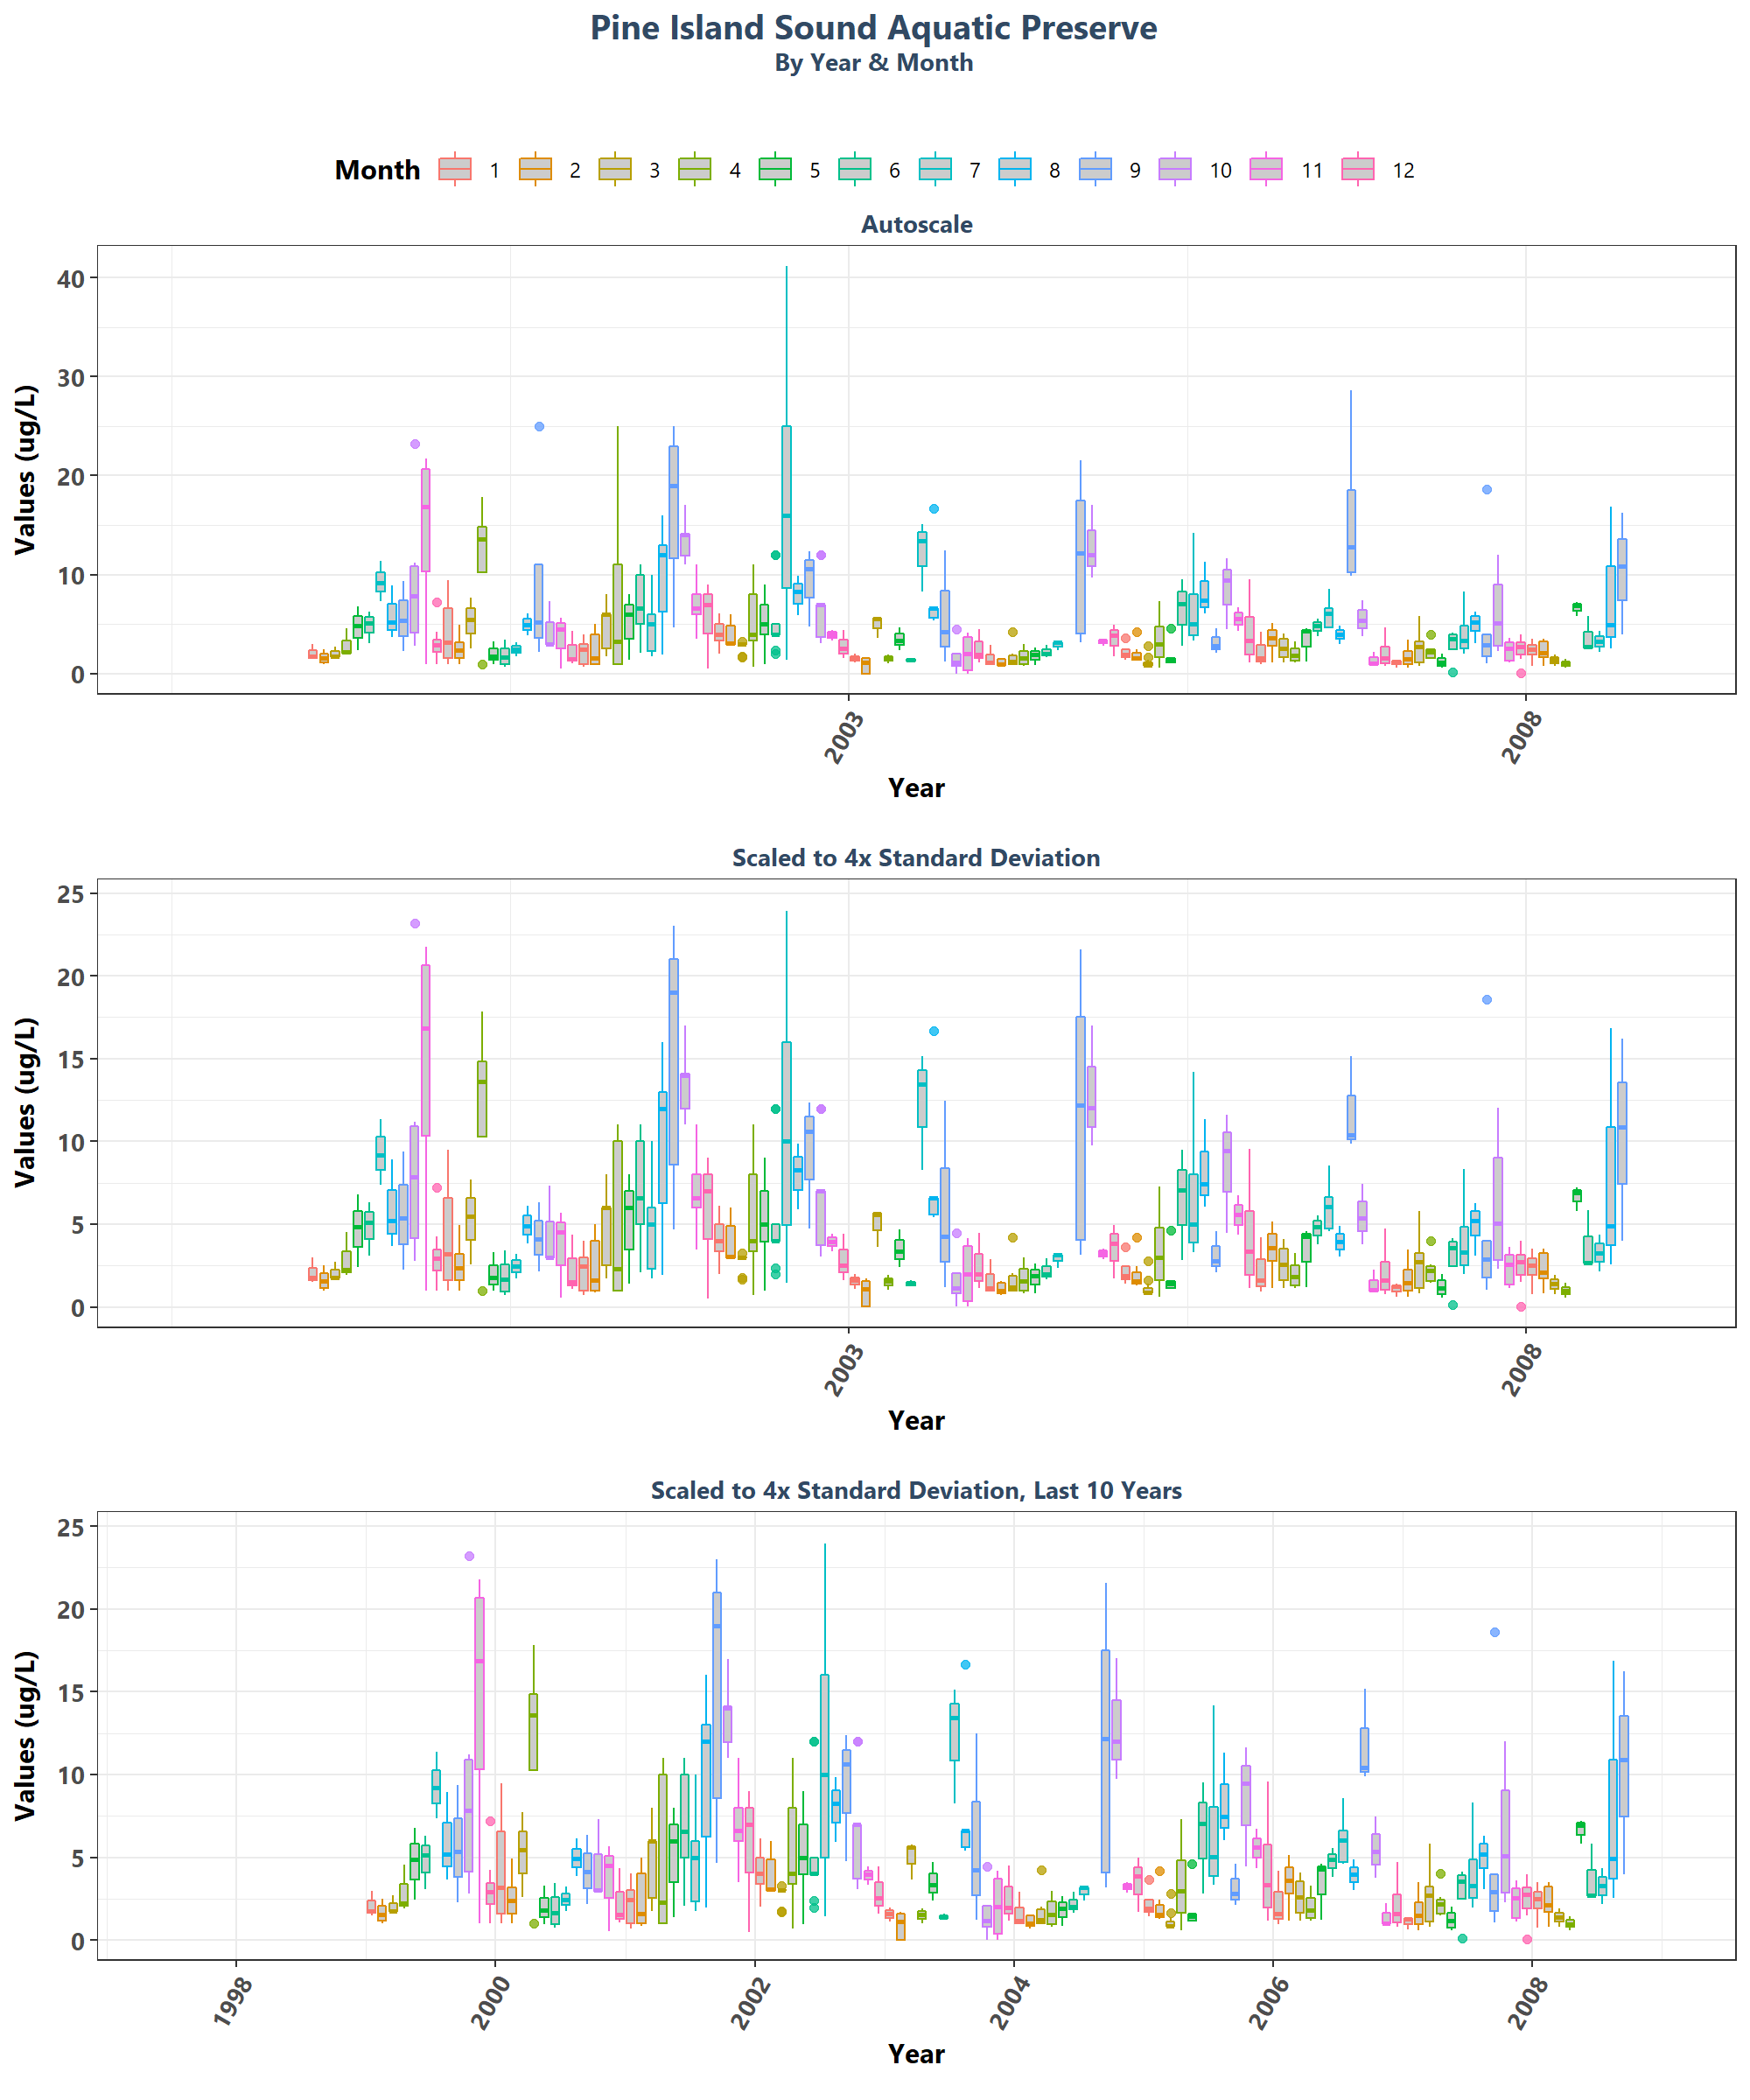 Pine Island Sound Aquatic Preserve
By Year & Month
Month 1 2 3 4 5 6 7 8 9 10 11 12
Autoscale
40
30
20
10
0
Values (ug/L)
2003 2008
Year
Scaled to 4x Standard Deviation
25
20
15
10
5
0
Values (ug/L)
2003 2008
Year
Scaled to 4x Standard Deviation, Last 10 Years
25
20
15
10
5
0
Values (ug/L)
1998 2000 2002 2004 2006 2008
Year